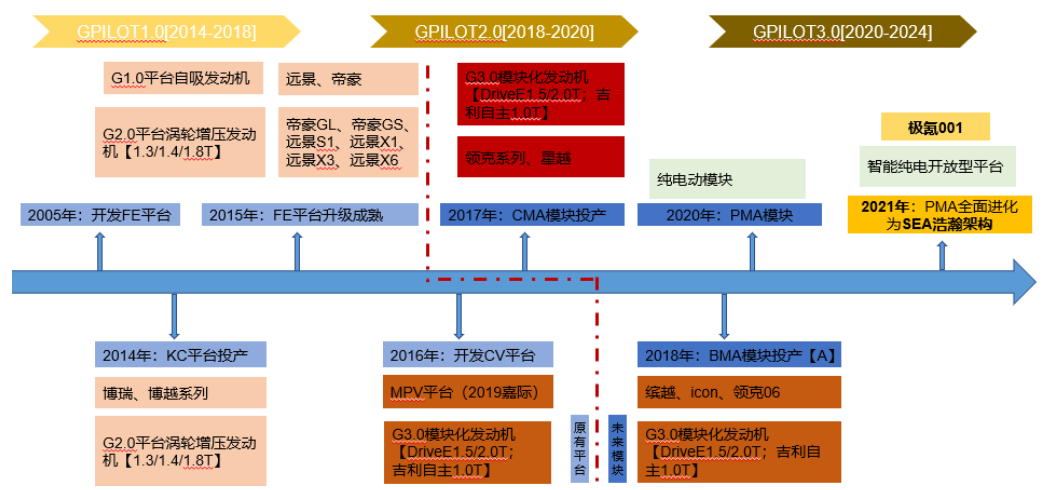 GPILOT1.0[2014-2018]
GPILOT2.0[2018-2020]
GPILOT3.0[2020-2024]
G1.0平台自吸发动机
远景、帝豪
G3.0模块化发动机
【DriveE1.5/2.0T；吉
利自主1.0T】
G2.0平台涡轮增压发动
机【1.3/1.4/1.8T】
帝豪GL、帝豪GS、
远景S1、远景X1、
远景X3、远景X6
领克系列、星越
极氪001
智能纯电开放型平台
纯电动模块
2005年：开发FE平台
2015年：FE平台升级成熟
2017年：CMA模块投产
2020年：PMA模块
2021年：PMA全面进化
为SEA浩瀚架构
2014年：KC平台投产
2016年：开发CV平台
2018年：BMA模块投产【A】
博瑞、博越系列
MPV平台（2019嘉际）
缤越、icon、领克06
G2.0平台涡轮增压发动
机【1.3/1.4/1.8T】
G3.0模块化发动机
【DriveE1.5/2.0T；
吉利自主1.0T】
原有平台
未来模块
G3.0模块化发动机
【DriveE1.5/2.0T；吉利自
主1.0T】